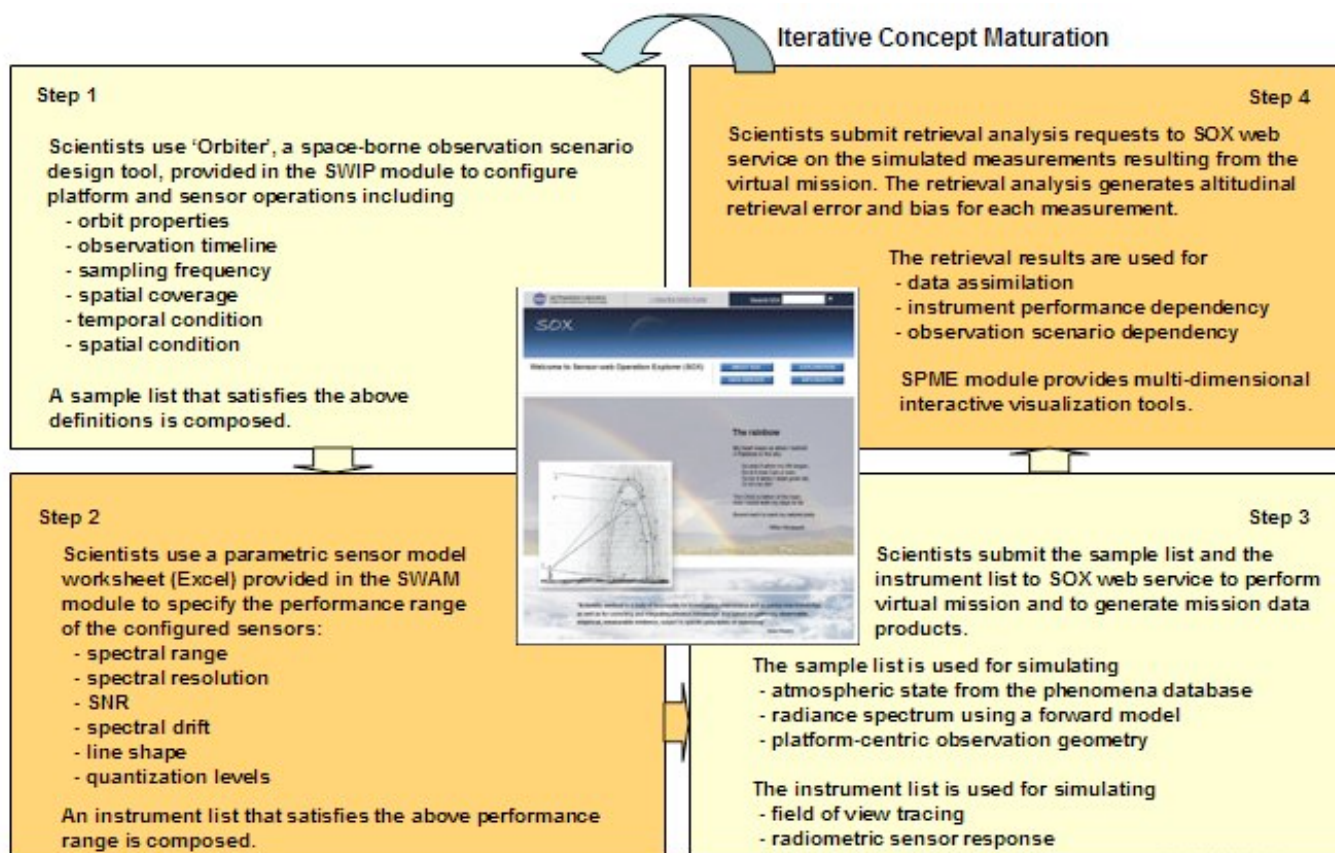 Iterative Concept Maturation
Step 1
Scientists use ‘Orbiter’, a space-borne observation scenario
design tool, provided in the SWIP module to configure
platform and sensor operations including
- orbit properties
- observation timeline
- sampling frequency
- spatial coverage
- temporal condition
- spatial condition
A sample list that satisfies the above
definitions is composed.
Step 2
Scientists use a parametric sensor model
worksheet (Excel) provided in the SWAM
module to specify the performance range
of the configured sensors:
- spectral range
- spectral resolution
- SNR
- spectral drift
- line shape
- quantization levels
An instrument list that satisfies the above performance
range is composed.
Step 3
Scientists submit the sample list and the
instrument list to SOX web service to perform
virtual mission and to generate mission data
products.
The sample list is used for simulating
- atmospheric state from the phenomena database
- radiance spectrum using a forward model
- platform-centric observation geometry
The instrument list is used for simulating
- field of view tracing
- radiometric sensor response
Step 4
Scientists submit retrieval analysis requests to SOX web
service on the simulated measurements resulting from the
virtual mission. The retrieval analysis generates altitudinal
retrieval error and bias for each measurement.
The retrieval results are used for
- data assimilation
- instrument performance dependency
- observation scenario dependency
SPME module provides multi-dimensional
interactive visualization tools.
SOX
Welcome to Sensor-web Operation Explorer (SOX)
The rainbow